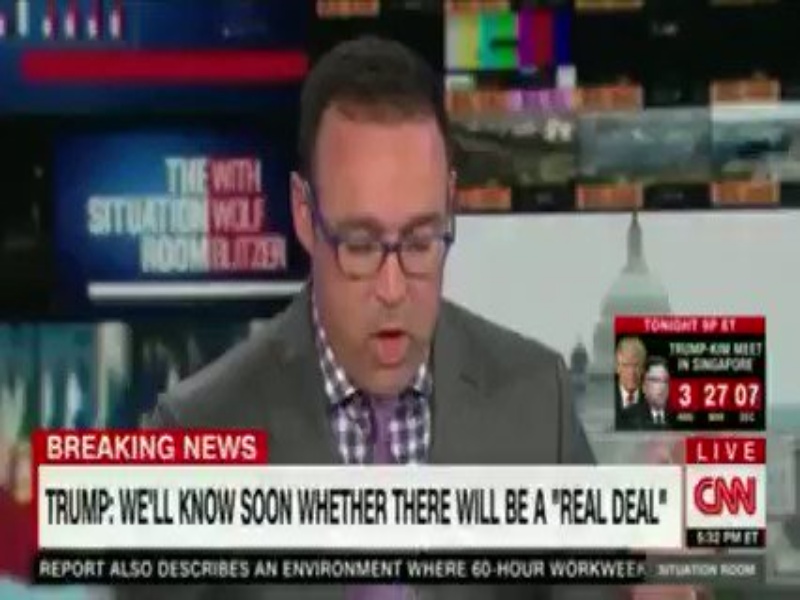 THE WITH
SITUATION WOLF
ROOM BLITZER
TONIGHT 9P ET
TRUMP-KIM MEET
IN SINGAPORE
3 27 07
BREAKING NEWS
LIVE
TRUMP: WE'LL KNOW SOON WHETHER THERE WILL BE A "REAL DEAL"
CNN
5:32 PM ET
REPORT ALSO DESCRIBES AN ENVIRONMENT WHERE 60-HOUR WORKWEEK
SITUATION ROOM